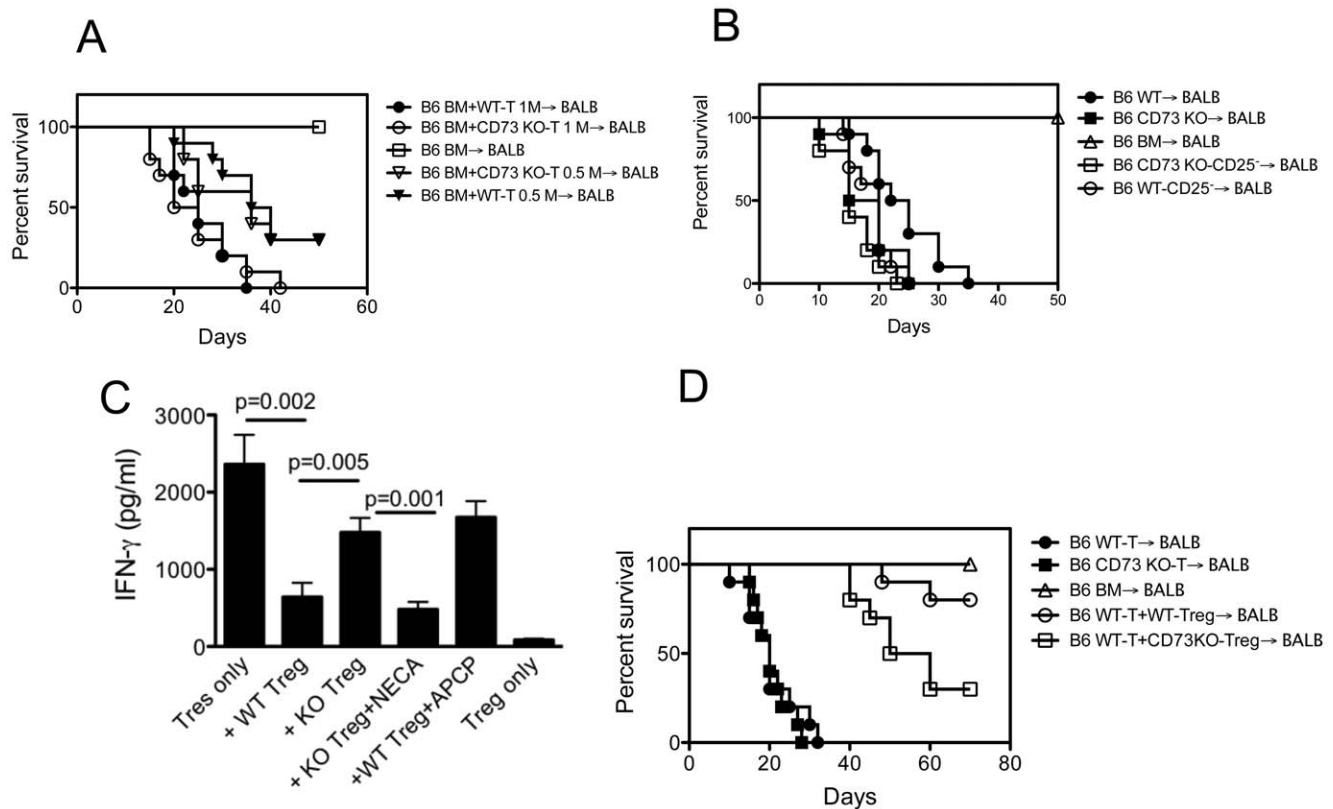 A
Percent survival
100
50
0
0 20 40 60
Days
B6 BM+WT-T 1M→ BALB
B6 BM+CD73 KO-T 1 M→ BALB
B6 BM→ BALB
B6 BM+CD73 KO-T 0.5 M→ BALB
B6 BM+WT-T 0.5 M→ BALB
B
Percent survival
100
50
0
0 10 20 30 40 50
Days
B6 WT→ BALB
B6 CD73 KO→ BALB
B6 BM→ BALB
B6 CD73 KO-CD25⁻→ BALB
B6 WT-CD25⁻→ BALB
C
IFN-γ (pg/ml)
3000
2000
1000
0
p=0.002
p=0.005
p=0.001
Tres only
+ WT Treg
+ KO Treg
+ KO Treg+NECA
+WT Treg+APCP
Treg only
D
Percent survival
100
50
0
0 20 40 60 80
Days
B6 WT-T→ BALB
B6 CD73 KO-T→ BALB
B6 BM→ BALB
B6 WT-T+WT-Treg→ BALB
B6 WT-T+CD73KO-Treg→ BALB